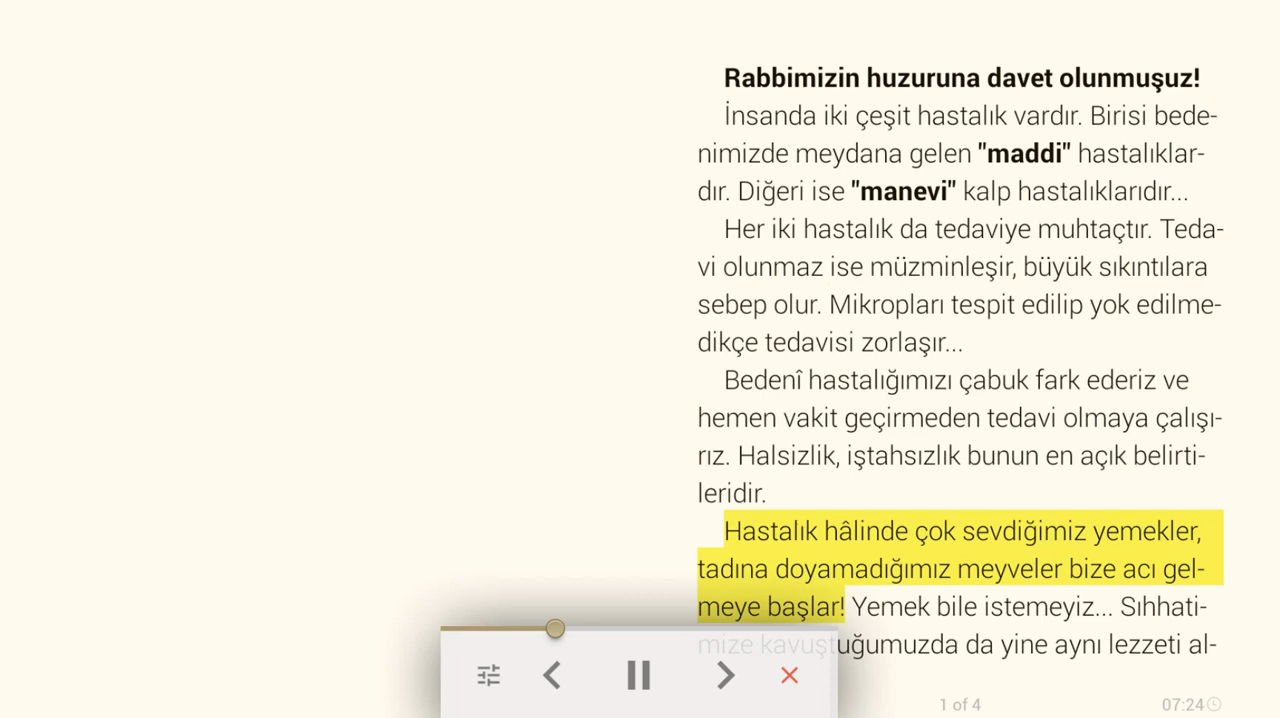 Rabbimizin huzuruna davet olunmuşuz!
İnsanda iki çeşit hastalık vardır. Birisi bede-
nimizde meydana gelen "maddi" hastalıklar-
dır. Diğeri ise "manevi" kalp hastalıklarıdır...
Her iki hastalık da tedaviye muhtaçtır. Teda-
vi olunmaz ise müzminleşir, büyük sıkıntılara
sebep olur. Mikropları tespit edilip yok edilme-
dikçe tedavisi zorlaşır...
Bedenî hastalığımızı çabuk fark ederiz ve
hemen vakit geçirmeden tedavi olmaya çalışı-
rız. Halsizlik, iştahsızlık bunun en açık belirti-
leridir.
Hastalık hâlinde çok sevdiğimiz yemekler,
tadına doyamadığımız meyveler bize acı gel-
meye başlar! Yemek bile istemeyiz... Sıhhati-
mize kavuştuğumuzda da yine aynı lezzeti al-
1 of 4
07:24